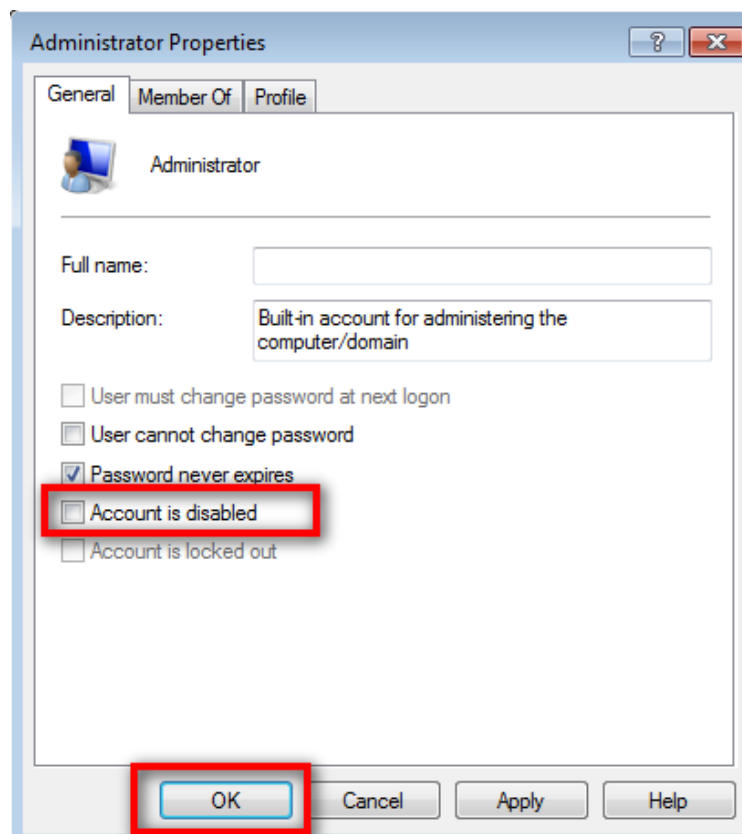 Administrator Properties
General Member Of Profile
Administrator
Full name:
Description: Built-in account for administering the
computer/domain
User must change password at next logon
User cannot change password
Password never expires
Account is disabled
Account is locked out
OK Cancel Apply Help